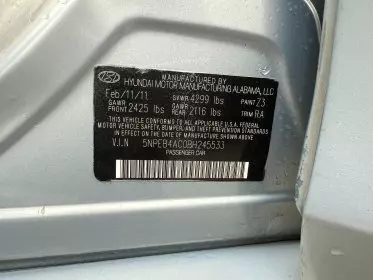 MANUFACTURED BY
HYUNDAI MOTOR MANUFACTURING ALABAMA, LLC
Feb/11/11 GVWR 4299 lbs PAINT Z3
GAWR FRONT 2425 lbs GAWR REAR 2116 lbs TRIM RA
THIS VEHICLE CONFORMS TO ALL APPLICABLE U.S. FEDERAL
MOTOR VEHICLE SAFETY, BUMPER, AND THEFT PREVENTION
STANDARDS IN EFFECT ON THE DATE OF MANUFACTURE SHOWN ABOVE.
V.I.N 5NPEB4AC0BH245533
PASSENGER CAR